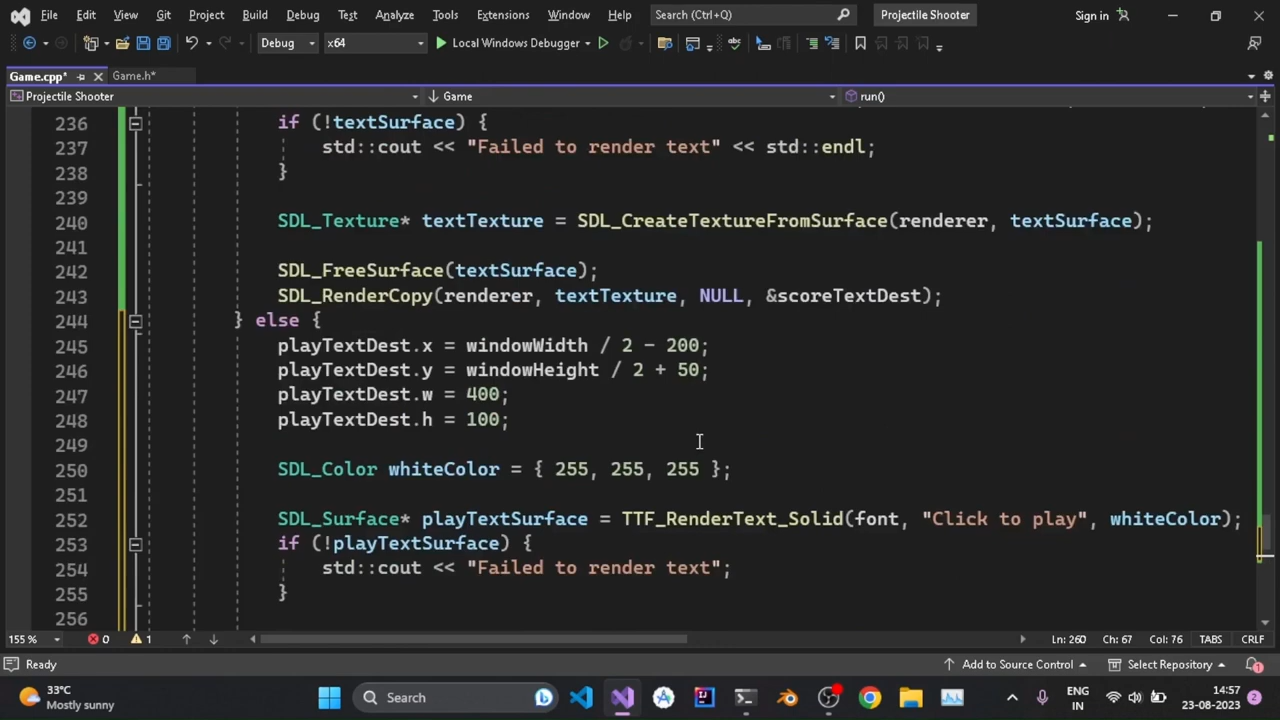 File Edit View Git Project Build Debug Test Analyze Tools Extensions Window Help Search (Ctrl+Q) Projectile Shooter Sign in
Debug x64 Local Windows Debugger
Game.cpp* Game.h*
Projectile Shooter Game run()
236 if (!textSurface) {
237 std::cout << "Failed to render text" << std::endl;
238 }
239
240 SDL_Texture* textTexture = SDL_CreateTextureFromSurface(renderer, textSurface);
241
242 SDL_FreeSurface(textSurface);
243 SDL_RenderCopy(renderer, textTexture, NULL, &scoreTextDest);
244 } else {
245 playTextDest.x = windowWidth / 2 - 200;
246 playTextDest.y = windowHeight / 2 + 50;
247 playTextDest.w = 400;
248 playTextDest.h = 100;
249
250 SDL_Color whiteColor = { 255, 255, 255 };
251
252 SDL_Surface* playTextSurface = TTF_RenderText_Solid(font, "Click to play", whiteColor);
253 if (!playTextSurface) {
254 std::cout << "Failed to render text";
255 }
256
155 % 0 1 Ln: 260 Ch: 67 Col: 76 TABS CRLF
Ready Add to Source Control Select Repository 1
33°C Search ENG 14:57
Mostly sunny IN 23-08-2023 2